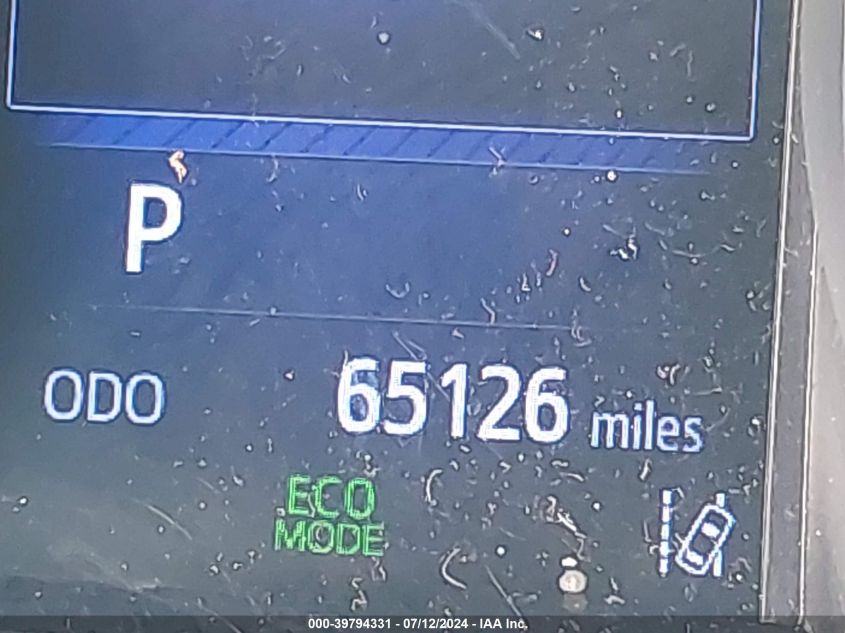 P
ODO 65126 miles
ECO
MODE
000-39794331 - 07/12/2024 - IAA Inc.